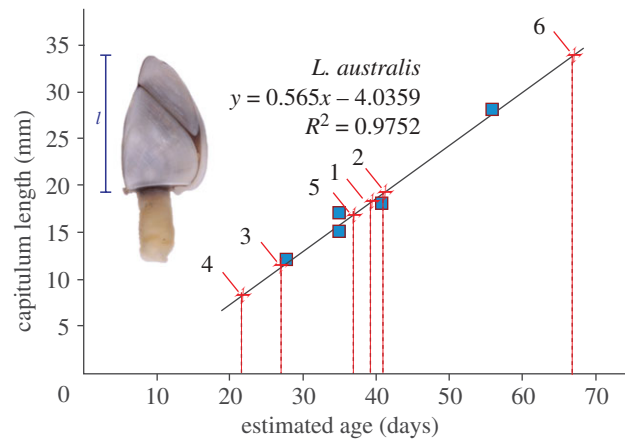 35
30
25
20
15
10
5
0
capitulum length (mm)
l
L. australis
y = 0.565x – 4.0359
R² = 0.9752
6
2
1
5
3
4
10 20 30 40 50 60 70
estimated age (days)